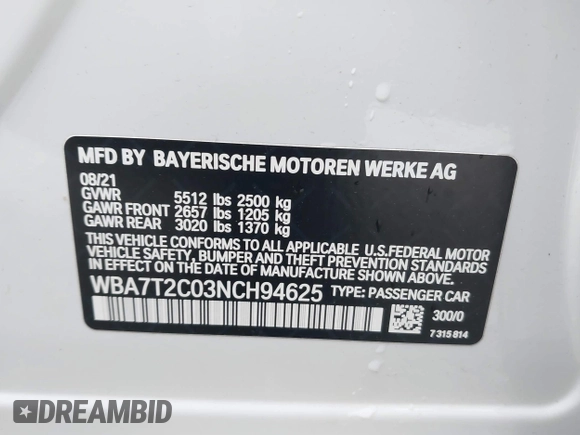 MFD BY BAYERISCHE MOTOREN WERKE AG
08/21
GVWR 5512 lbs 2500 kg
GAWR FRONT 2657 lbs 1205 kg
GAWR REAR 3020 lbs 1370 kg
THIS VEHICLE CONFORMS TO ALL APPLICABLE U.S.FEDERAL MOTOR
VEHICLE SAFETY, BUMPER AND THEFT PREVENTION STANDARDS
IN EFFECT ON THE DATE OF MANUFACTURE SHOWN ABOVE.
WBA7T2C03NCH94625 TYPE: PASSENGER CAR
300/0
7 315 814
DREAMBID